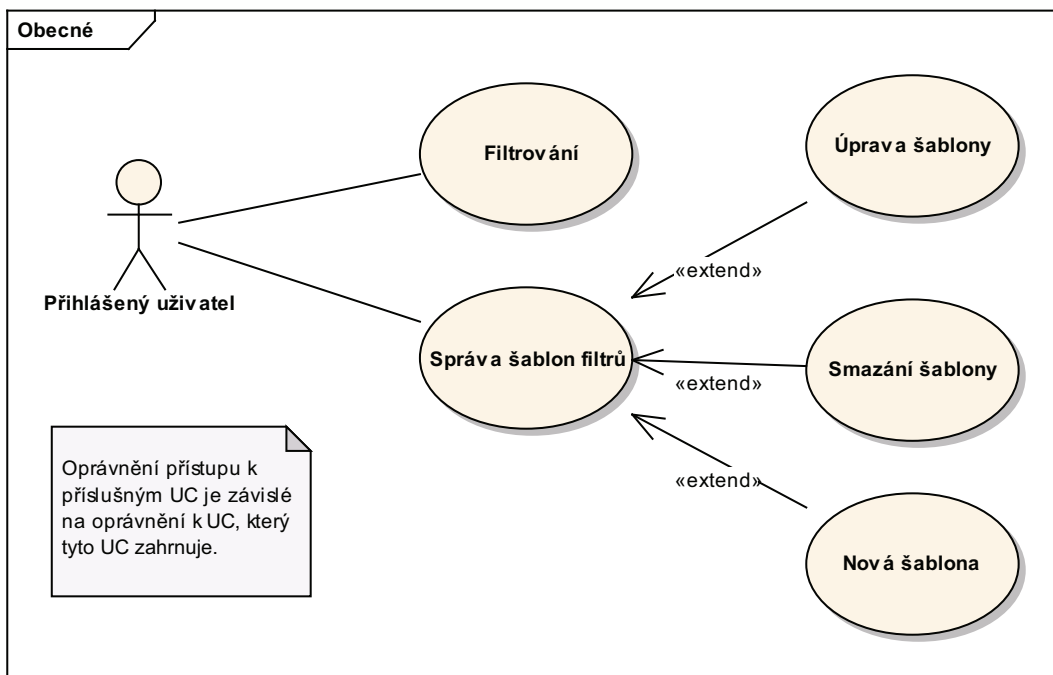 Obecné
Filtrování
Úprava šablony
«extend»
Přihlášený uživatel
Správa šablon filtrů
Smazání šablony
«extend»
«extend»
Oprávnění přístupu k
příslušným UC je závislé
na oprávnění k UC, který
tyto UC zahrnuje.
Nová šablona